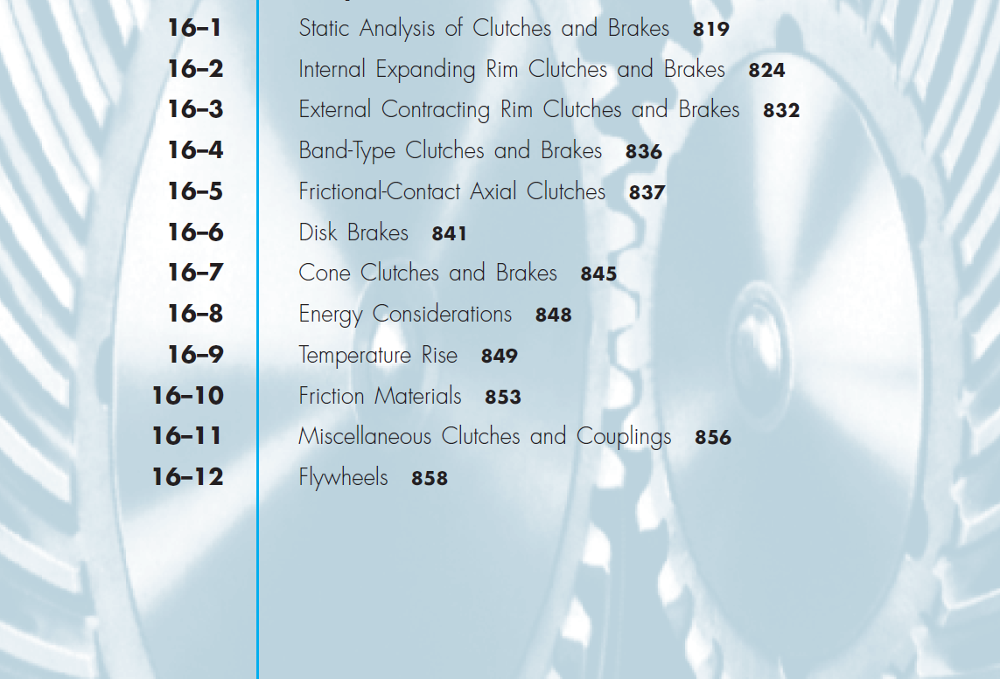 16–1 Static Analysis of Clutches and Brakes 819
16–2 Internal Expanding Rim Clutches and Brakes 824
16–3 External Contracting Rim Clutches and Brakes 832
16–4 Band-Type Clutches and Brakes 836
16–5 Frictional-Contact Axial Clutches 837
16–6 Disk Brakes 841
16–7 Cone Clutches and Brakes 845
16–8 Energy Considerations 848
16–9 Temperature Rise 849
16–10 Friction Materials 853
16–11 Miscellaneous Clutches and Couplings 856
16–12 Flywheels 858